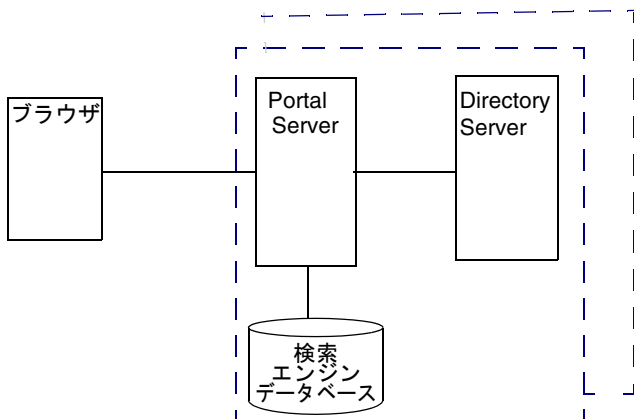 ブラウザ
Portal
Server
Directory
Server
検索
エンジン
データベース